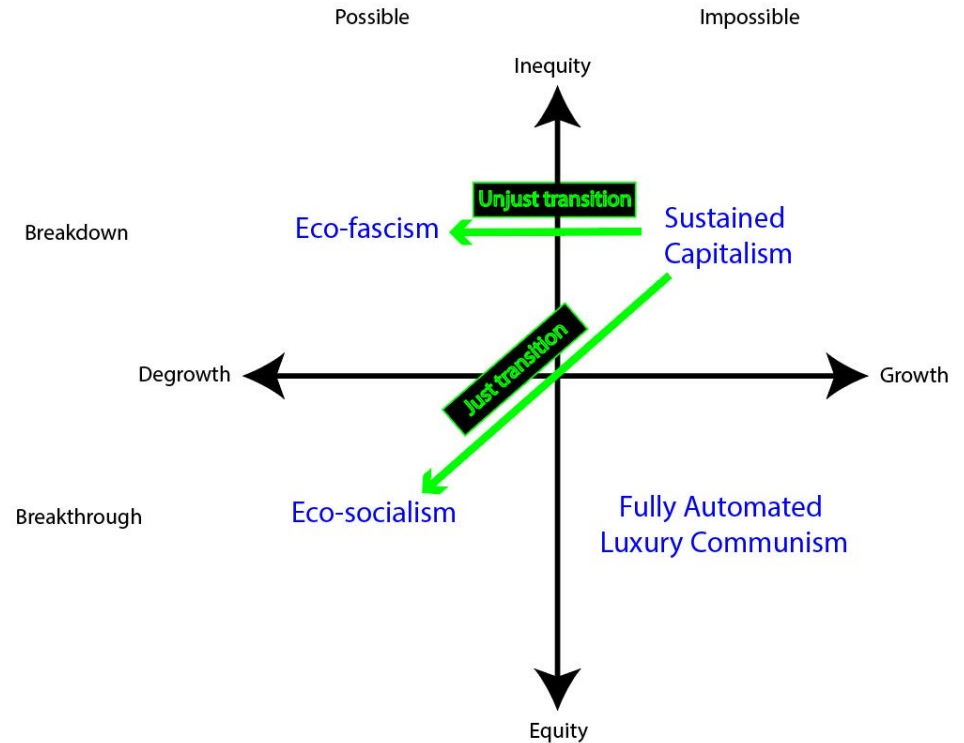 Possible
Impossible
Inequity
Unjust transition
Breakdown
Eco-fascism
Sustained
Capitalism
Just transition
Degrowth
Growth
Breakthrough
Eco-socialism
Fully Automated
Luxury Communism
Equity